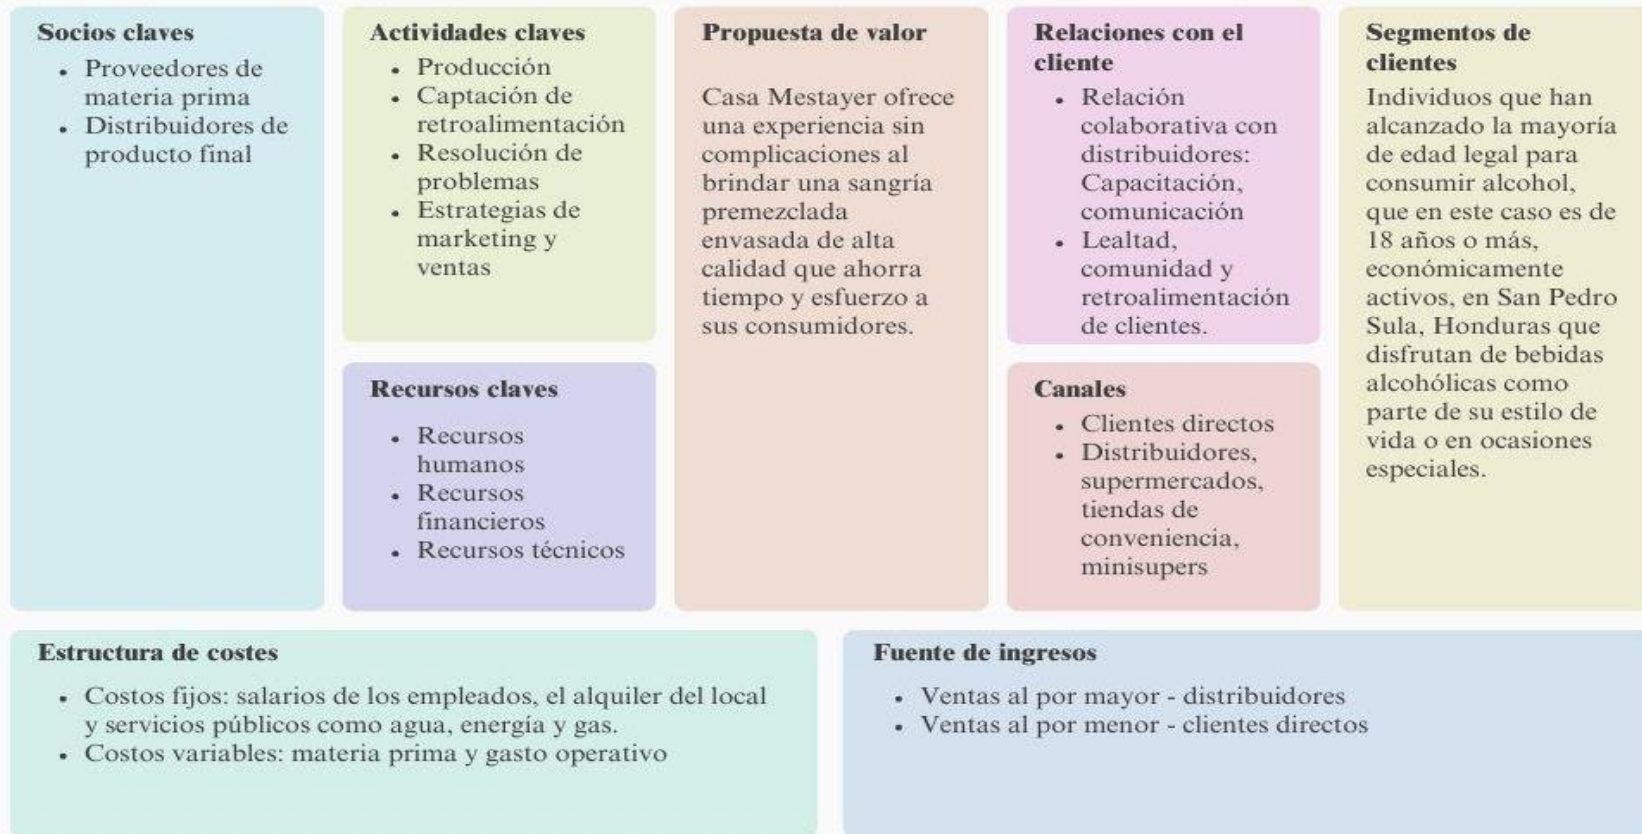 Socios claves
• Proveedores de
materia prima
• Distribuidores de
producto final
Actividades claves
• Producción
• Captación de
retroalimentación
• Resolución de
problemas
• Estrategias de
marketing y
ventas
Recursos claves
• Recursos
humanos
• Recursos
financieros
• Recursos técnicos
Propuesta de valor
Casa Mestayer ofrece
una experiencia sin
complicaciones al
brindar una sangría
premezclada
envasada de alta
calidad que ahorra
tiempo y esfuerzo a
sus consumidores.
Relaciones con el
cliente
• Relación
colaborativa con
distribuidores:
Capacitación,
comunicación
• Lealtad,
comunidad y
retroalimentación
de clientes.
Canales
• Clientes directos
• Distribuidores,
supermercados,
tiendas de
conveniencia,
minisupers
Segmentos de
clientes
Individuos que han
alcanzado la mayoría
de edad legal para
consumir alcohol,
que en este caso es de
18 años o más,
económicamente
activos, en San Pedro
Sula, Honduras que
disfrutan de bebidas
alcohólicas como
parte de su estilo de
vida o en ocasiones
especiales.
Estructura de costes
• Costos fijos: salarios de los empleados, el alquiler del local
y servicios públicos como agua, energía y gas.
• Costos variables: materia prima y gasto operativo
Fuente de ingresos
• Ventas al por mayor - distribuidores
• Ventas al por menor - clientes directos